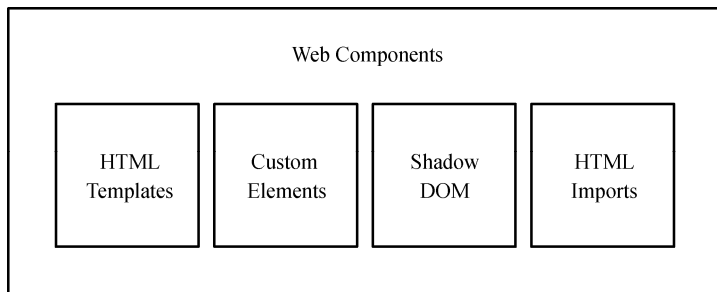 Web Components
HTML
Templates
Custom
Elements
Shadow
DOM
HTML
Imports